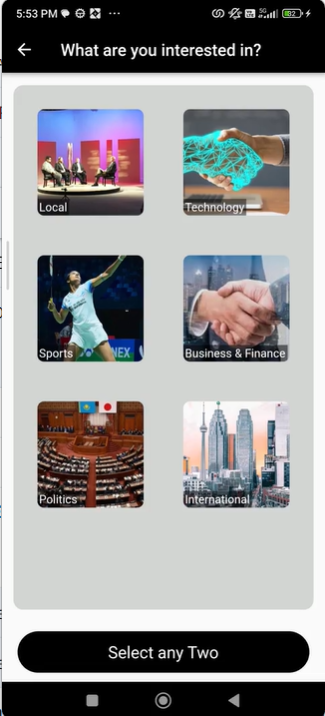 5:53 PM
5G
82
What are you interested in?
Local
Technology
Sports
Business & Finance
Politics
International
Select any Two